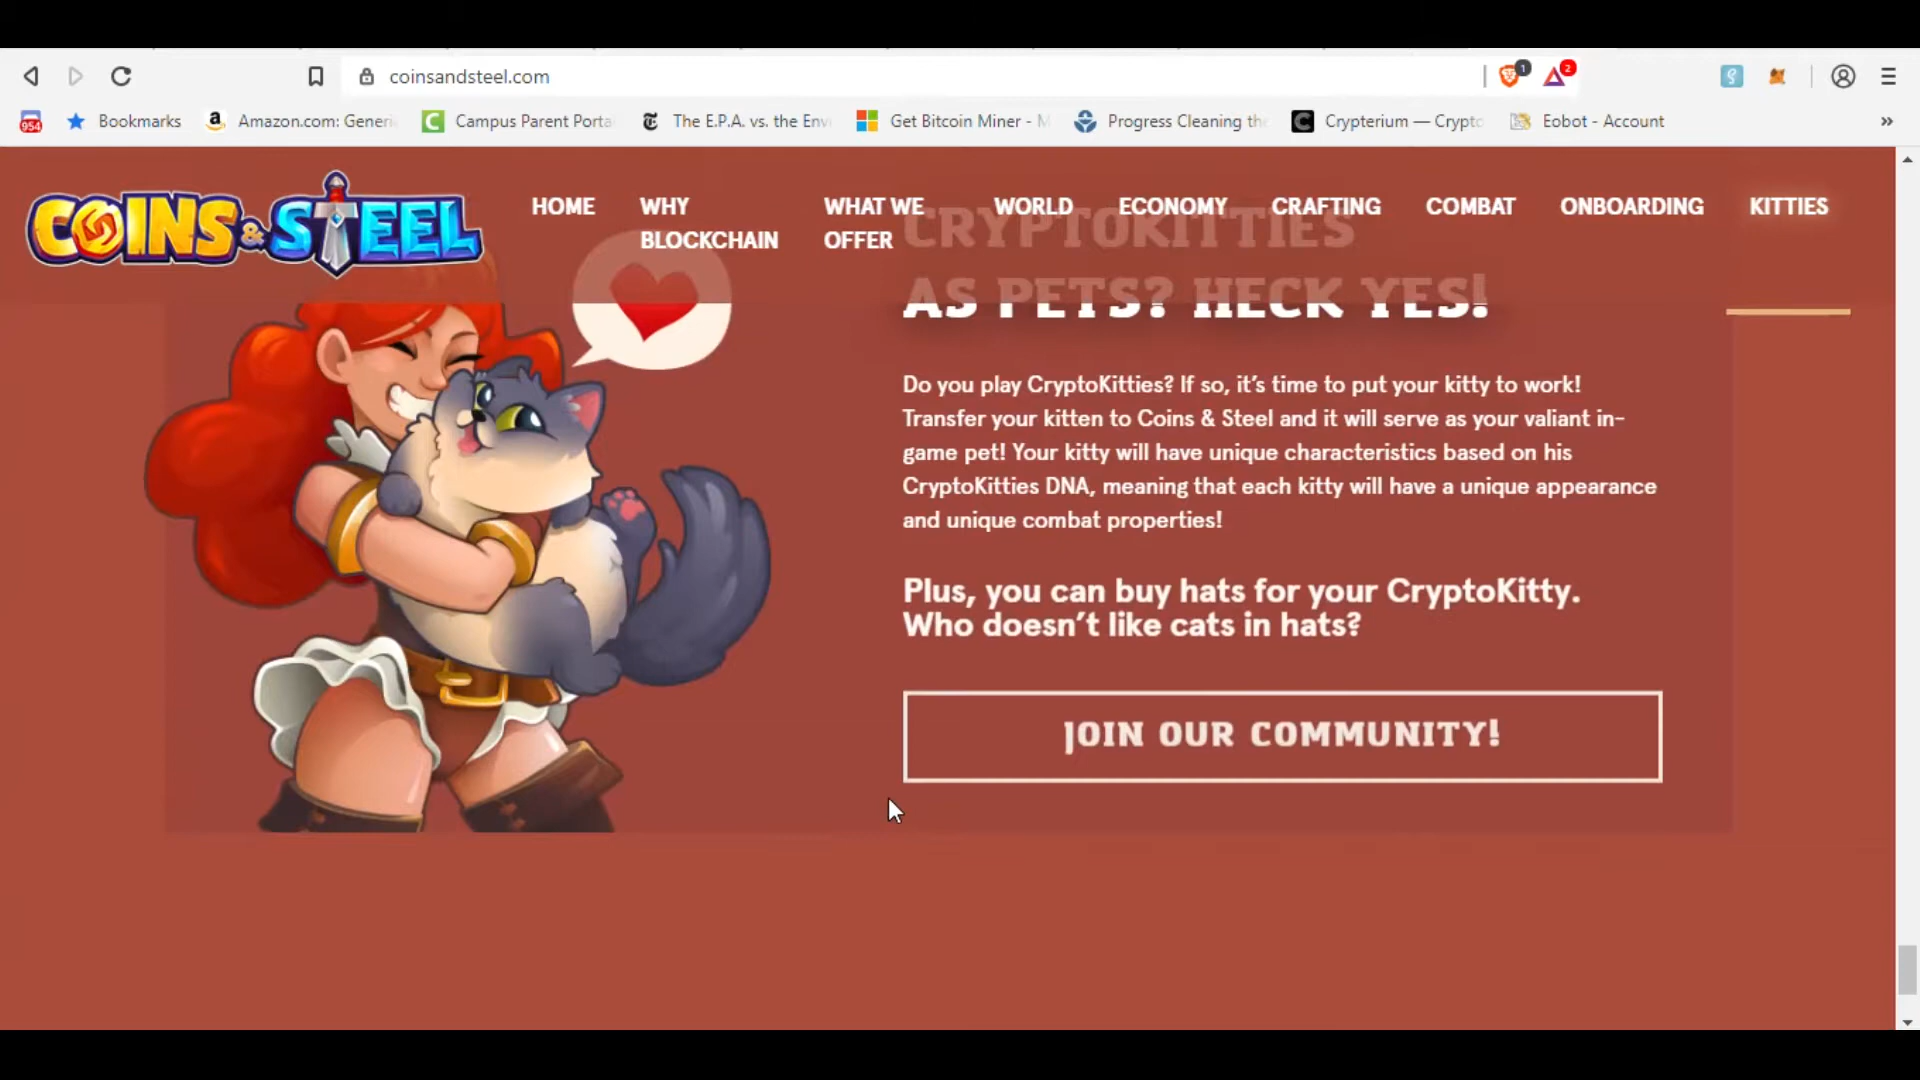 1
2
coinsandsteel.com
954
Bookmarks
Amazon.com: Generi
Campus Parent Porta
The E.P.A. vs. the Env
Get Bitcoin Miner - M
Progress Cleaning the
Crypterium — Crypto
Eobot - Account
»
COINS & STEEL
HOME
WHY
BLOCKCHAIN
WHAT WE
OFFER
WORLD
ECONOMY
CRAFTING
COMBAT
ONBOARDING
KITTIES
CRYPTOKITTIES
AS PETS? HECK YES!
Do you play CryptoKitties? If so, it’s time to put your kitty to work!
Transfer your kitten to Coins & Steel and it will serve as your valiant in-
game pet! Your kitty will have unique characteristics based on his
CryptoKitties DNA, meaning that each kitty will have a unique appearance
and unique combat properties!
Plus, you can buy hats for your CryptoKitty.
Who doesn’t like cats in hats?
JOIN OUR COMMUNITY!